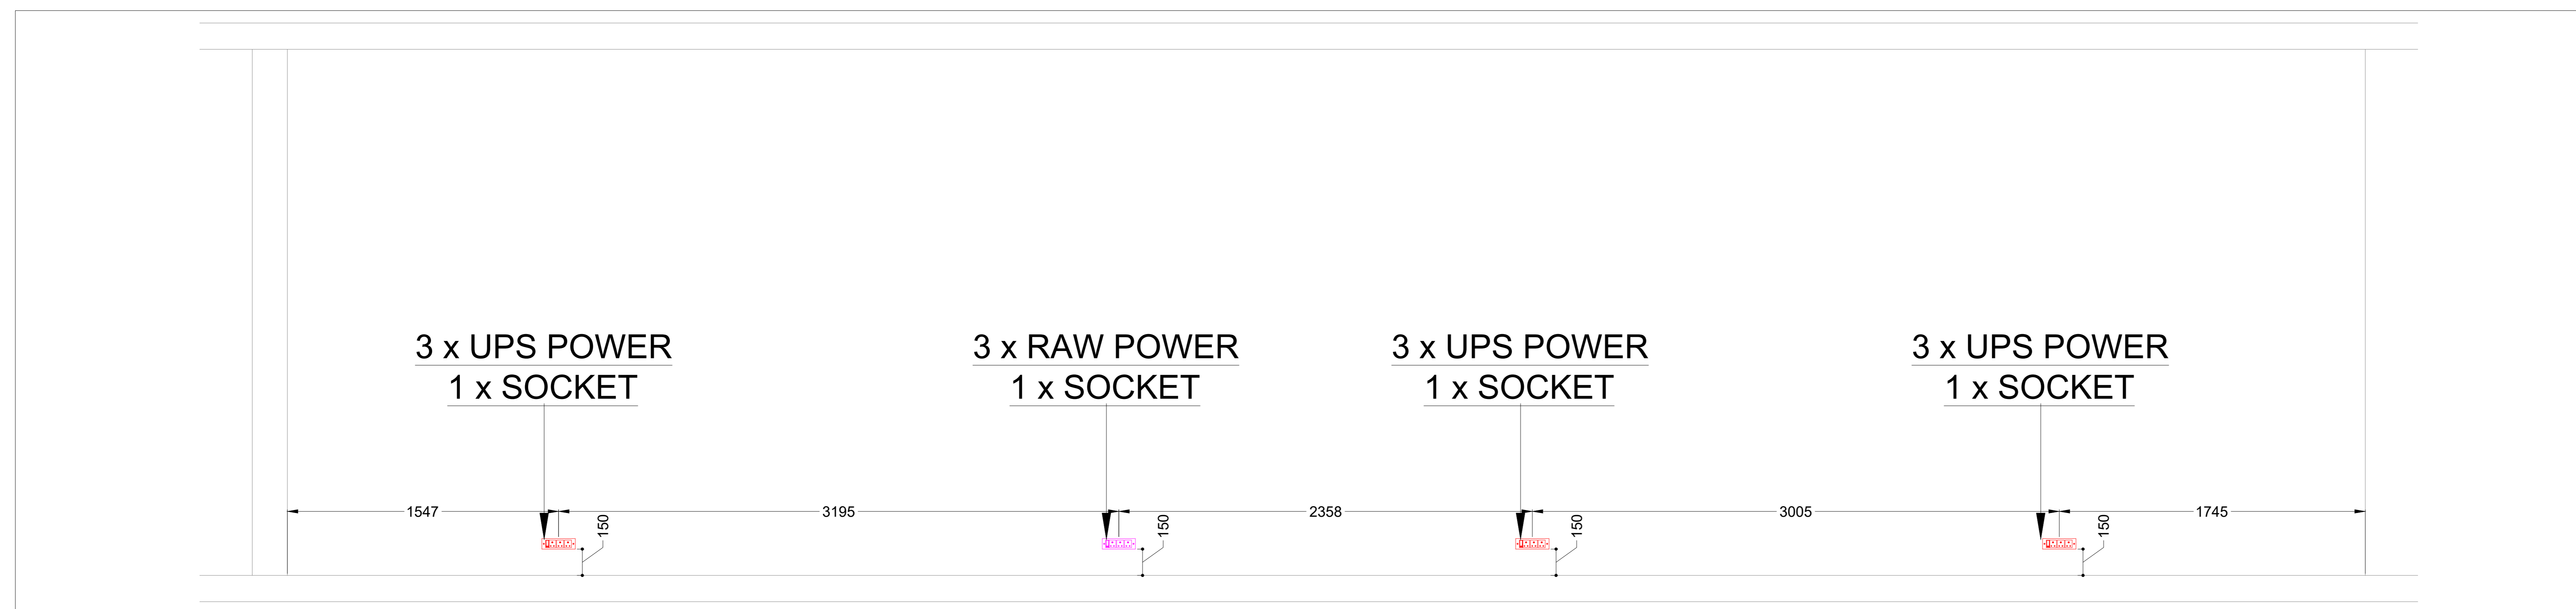 3 x UPS POWER
1 x SOCKET
3 x RAW POWER
1 x SOCKET
3 x UPS POWER
1 x SOCKET
3 x UPS POWER
1 x SOCKET
1547
3195
2358
3005
1745
150
150
150
150